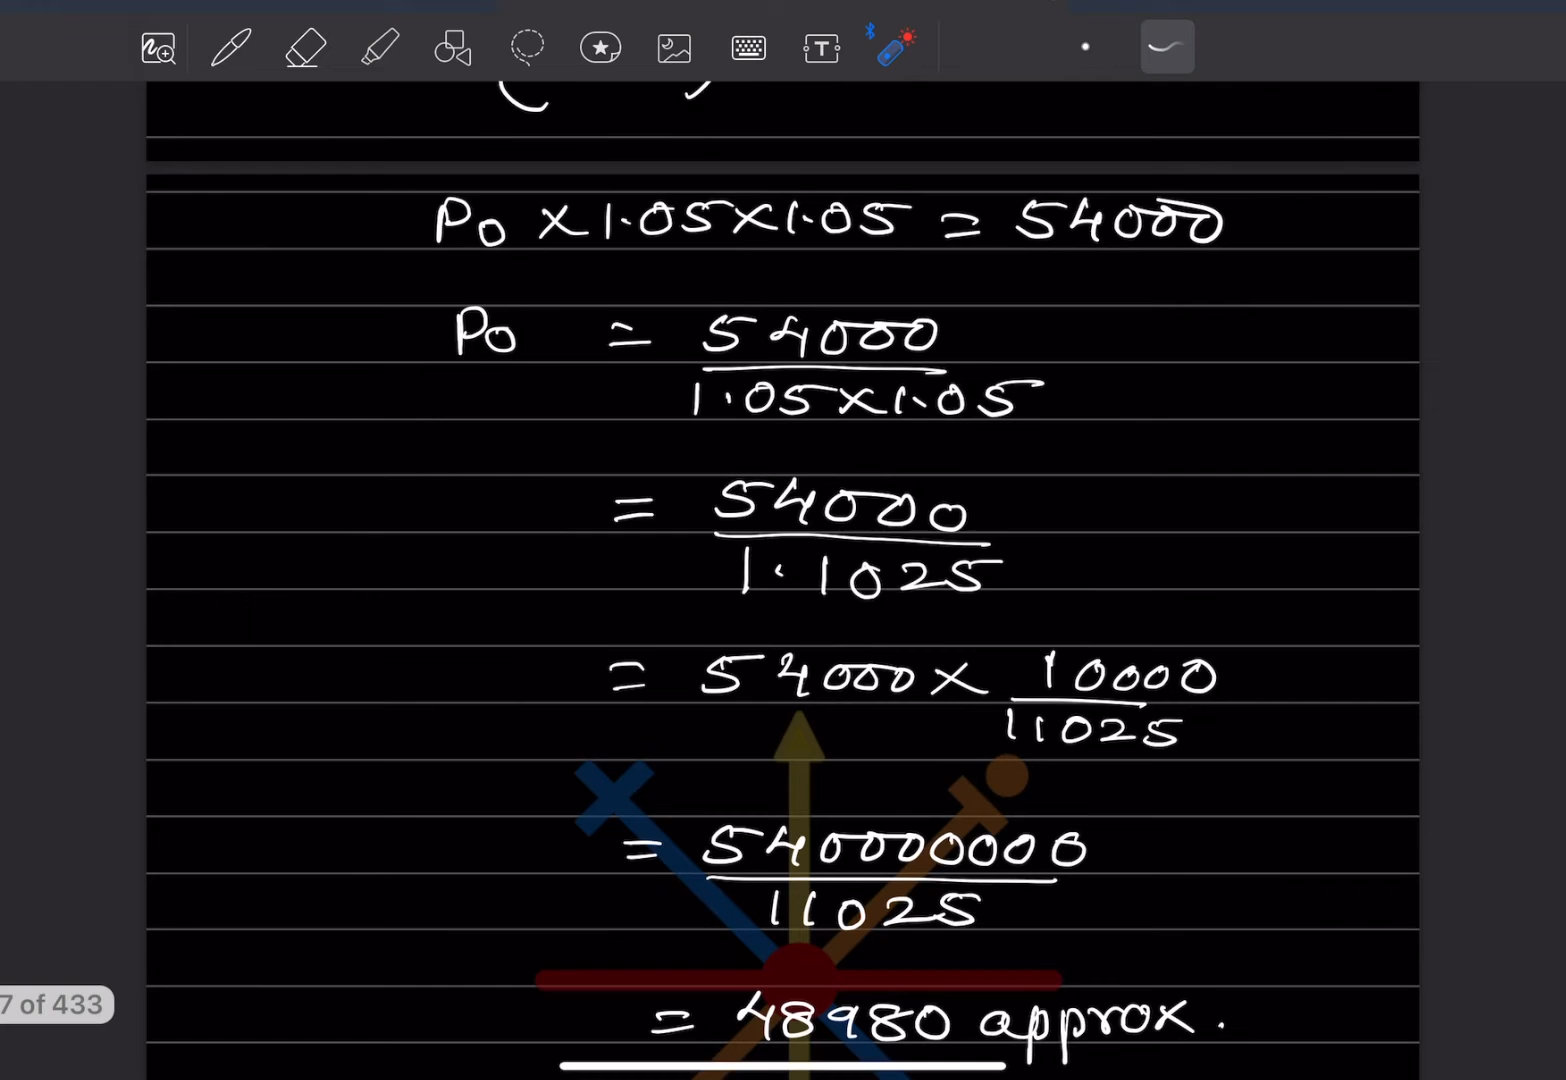 P₀ × 1.05 × 1.05 = 54000
P₀ = 54000
1.05 × 1.05
= 54000
1.1025
= 54000 × 10000
11025
= 540000000
11025
7 of 433
= 48980 approx.